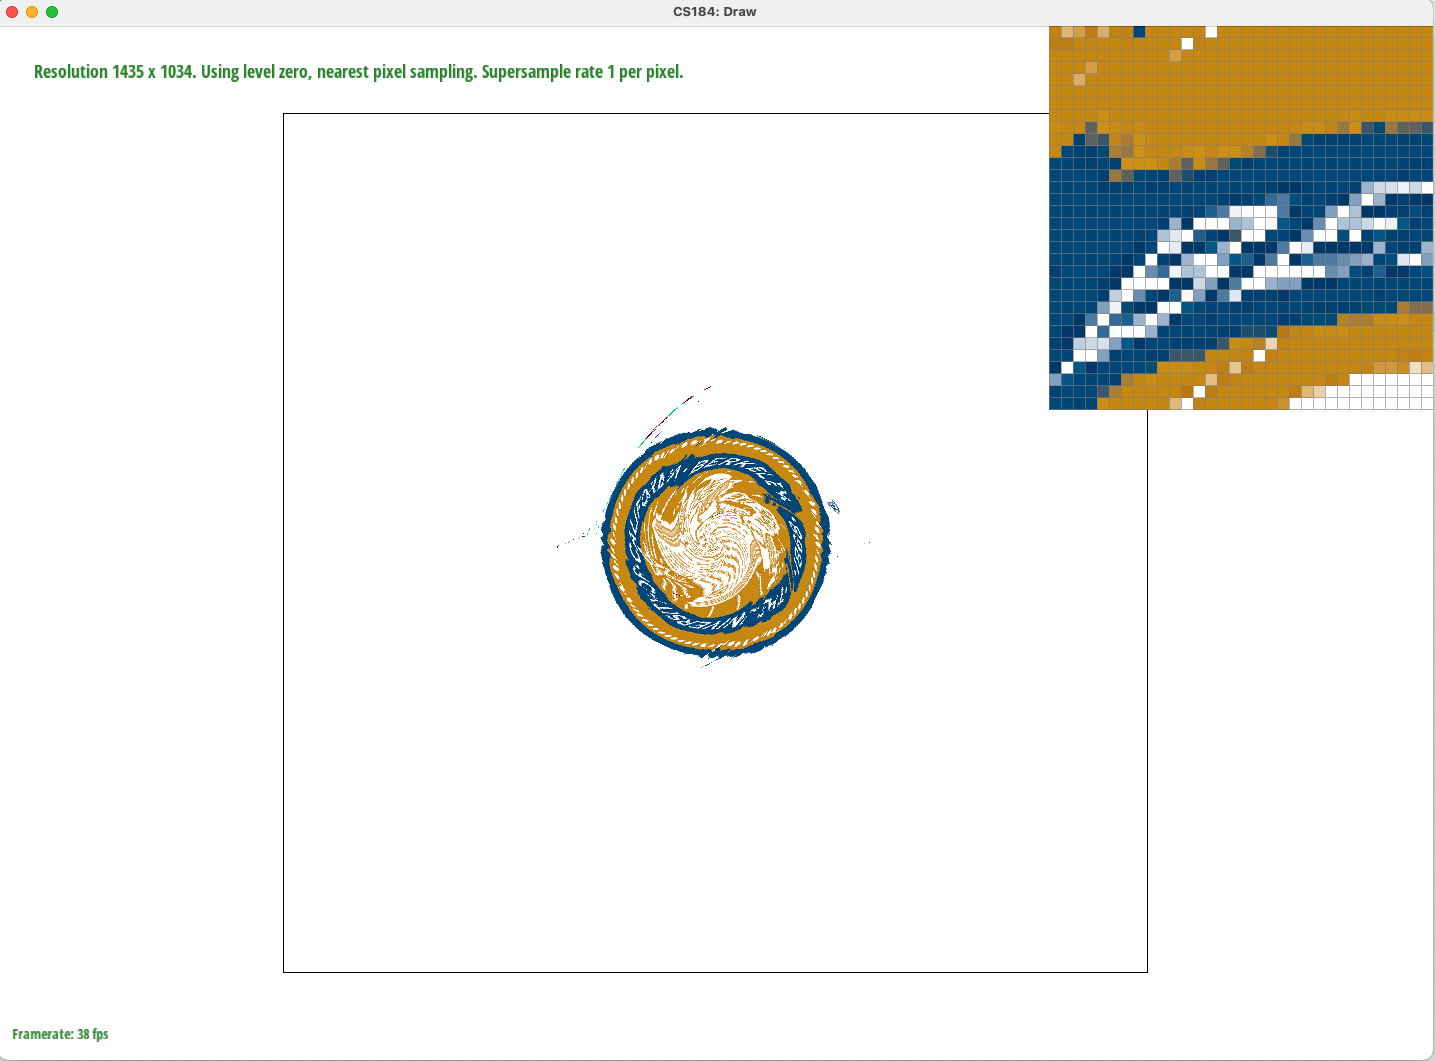 CS184: Draw
Resolution 1435 x 1034. Using level zero, nearest pixel sampling. Supersample rate 1 per pixel.
Framerate: 38 fps